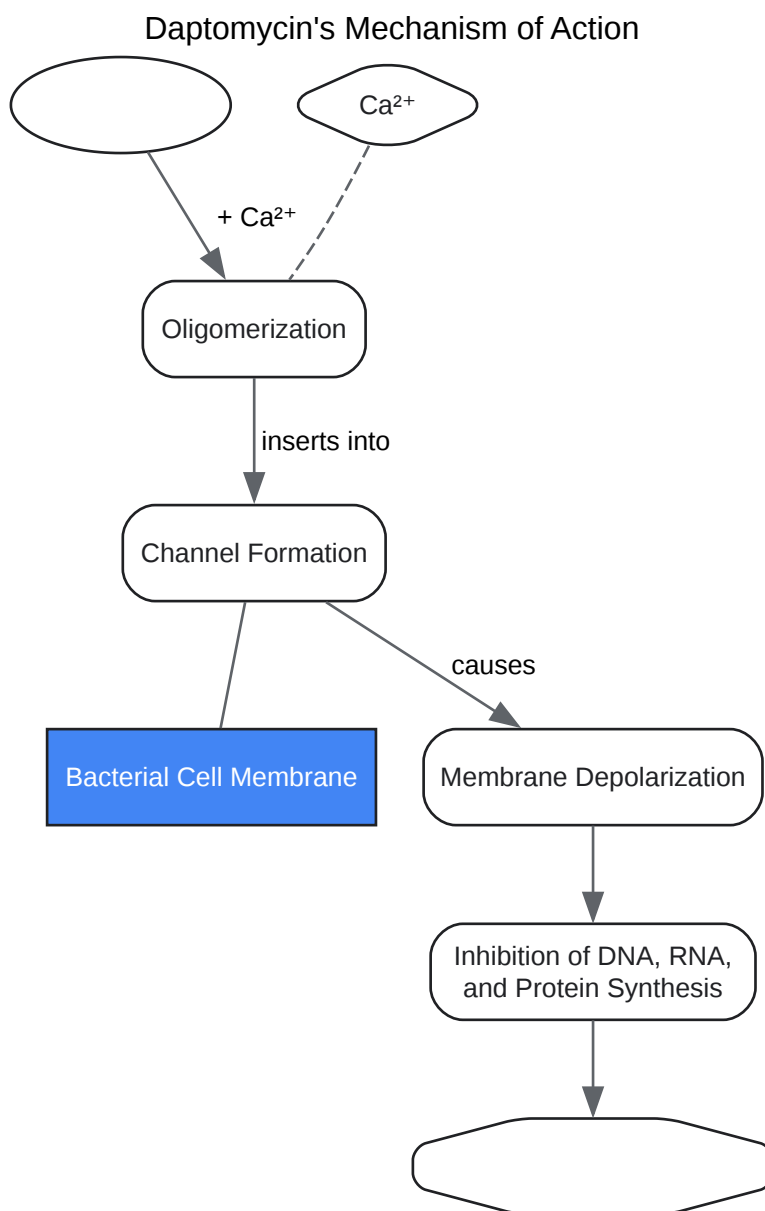 Daptomycin's Mechanism of Action
Ca²⁺
+ Ca²⁺
Oligomerization
inserts into
Channel Formation
causes
Bacterial Cell Membrane
Membrane Depolarization
Inhibition of DNA, RNA,
and Protein Synthesis